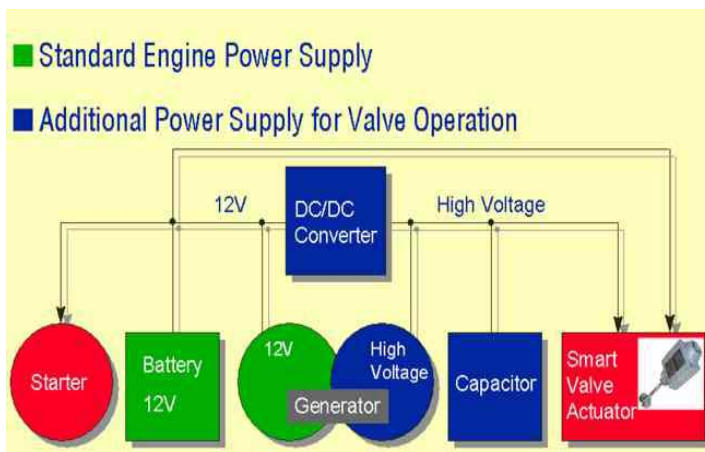 Standard Engine Power Supply
Additional Power Supply for Valve Operation
12V
DC/DC
Converter
High Voltage
Starter
Battery
12V
12V
High
Voltage
Generator
Capacitor
Smart
Valve
Actuator